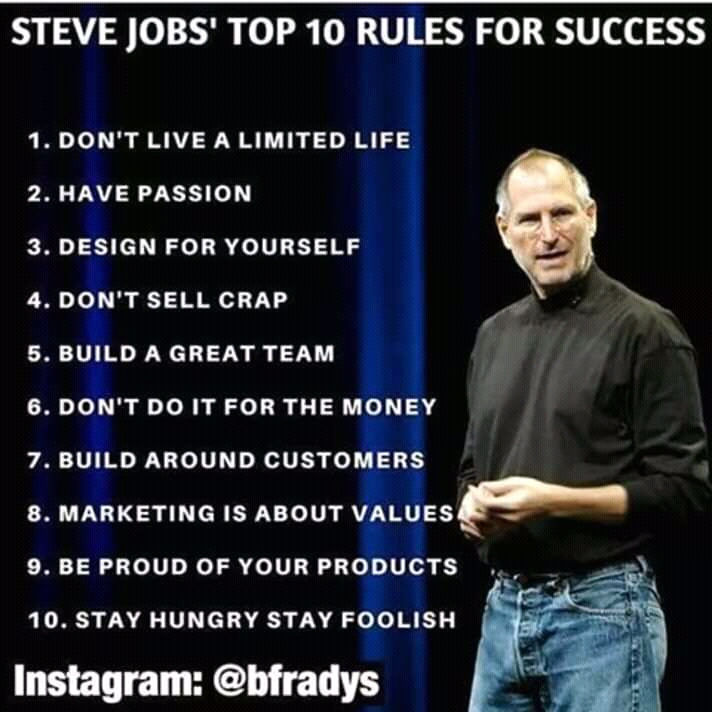 STEVE JOBS' TOP 10 RULES FOR SUCCESS
1. DON'T LIVE A LIMITED LIFE
2. HAVE PASSION
3. DESIGN FOR YOURSELF
4. DON'T SELL CRAP
5. BUILD A GREAT TEAM
6. DON'T DO IT FOR THE MONEY
7. BUILD AROUND CUSTOMERS
8. MARKETING IS ABOUT VALUES
9. BE PROUD OF YOUR PRODUCTS
10. STAY HUNGRY STAY FOOLISH
Instagram: @bfradys